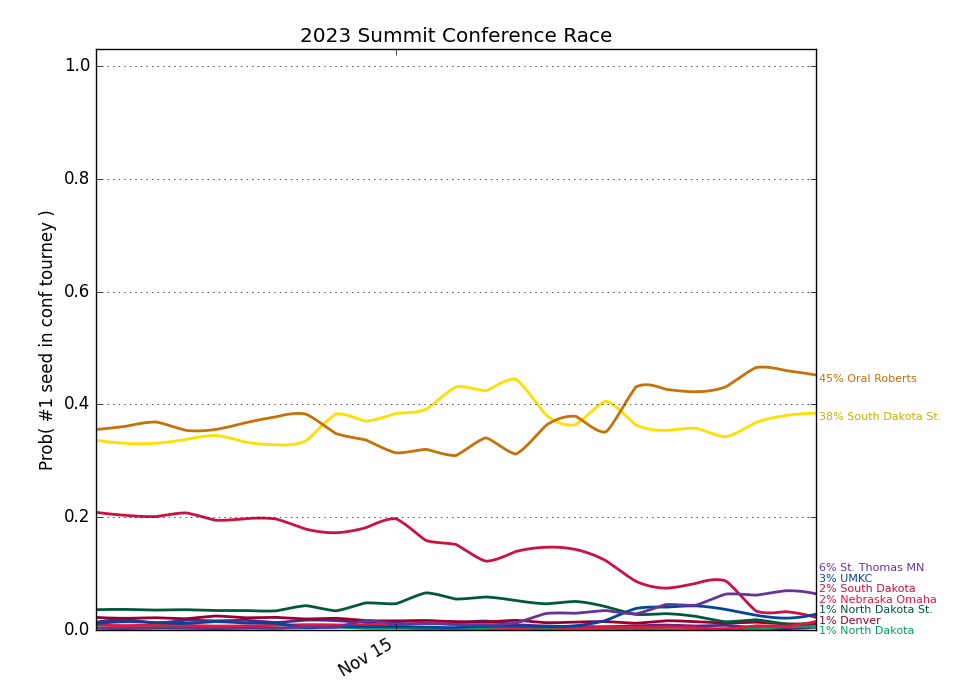 2023 Summit Conference Race
1.0
0.8
0.6
0.4
0.2
0.0
Prob( #1 seed in conf tourney )
Nov 15
45% Oral Roberts
38% South Dakota St.
6% St. Thomas MN
3% UMKC
2% South Dakota
2% Nebraska Omaha
1% North Dakota St.
1% Denver
1% North Dakota